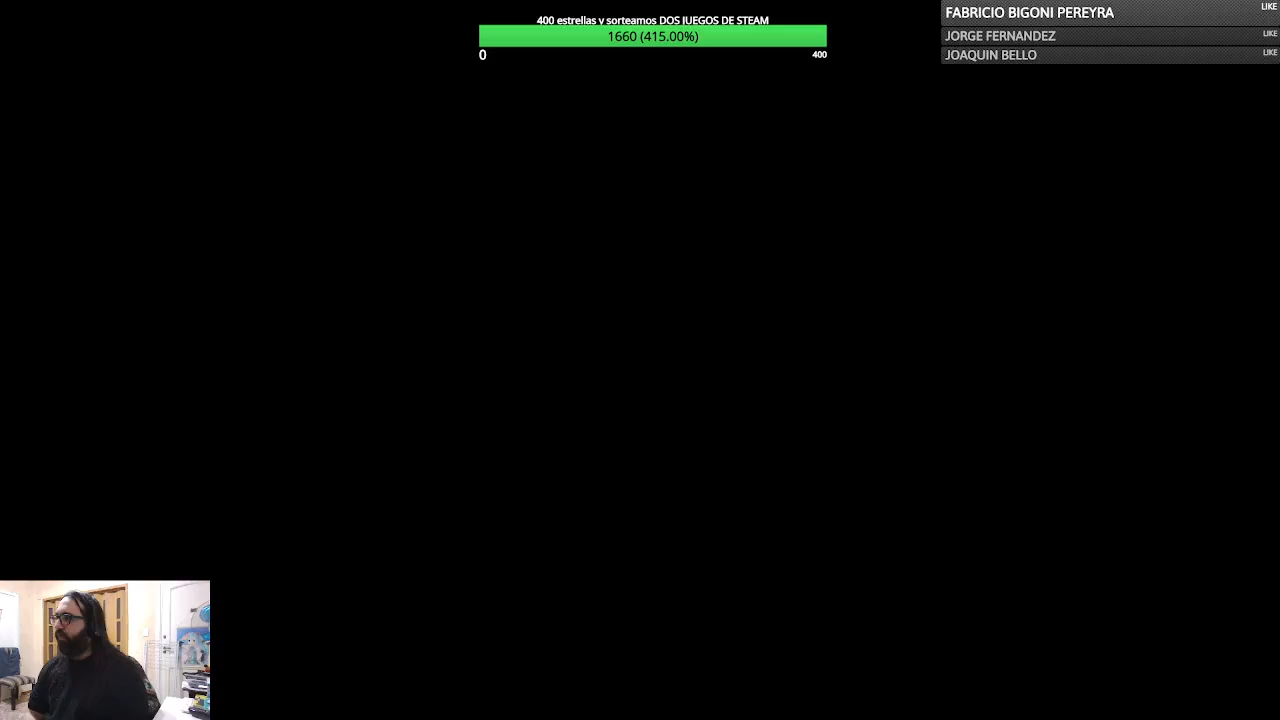 400 estrellas y sorteamos DOS JUEGOS DE STEAM
1660 (415.00%)
0
400
FABRICIO BIGONI PEREYRA
LIKE
JORGE FERNANDEZ
LIKE
JOAQUIN BELLO
LIKE